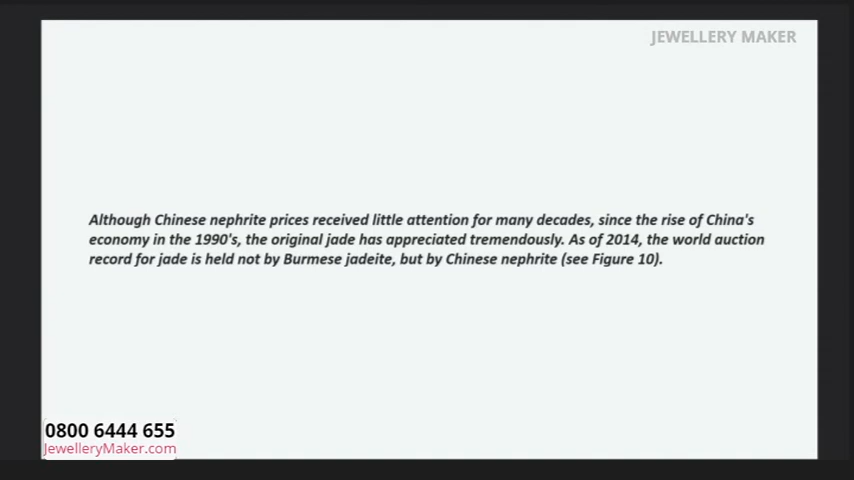 JEWELLERY MAKER
Although Chinese nephrite prices received little attention for many decades, since the rise of China's
economy in the 1990's, the original jade has appreciated tremendously. As of 2014, the world auction
record for jade is held not by Burmese jadeite, but by Chinese nephrite (see Figure 10).
0800 6444 655
JewelleryMaker.com